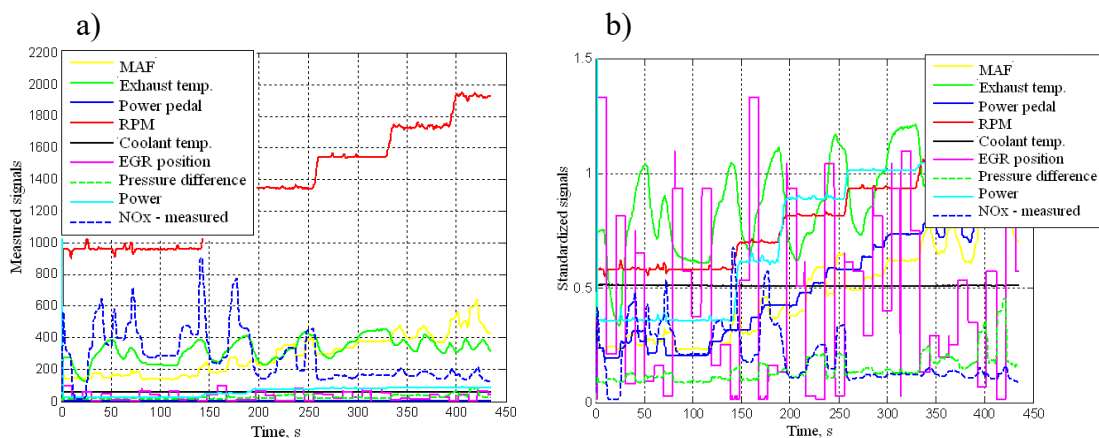 a)
Measured signals
2200
2000
1800
1600
1400
1200
1000
800
600
400
200
0
0 50 100 150 200 250 300 350 400 450
Time, s
MAF
Exhaust temp.
Power pedal
RPM
Coolant temp.
EGR position
Pressure difference
Power
NOx - measured
b)
Standardized signals
1.5
1
0.5
0
0 50 100 150 200 250 300 350 400 450
Time, s
MAF
Exhaust temp.
Power pedal
RPM
Coolant temp.
EGR position
Pressure difference
Power
NOx - measured